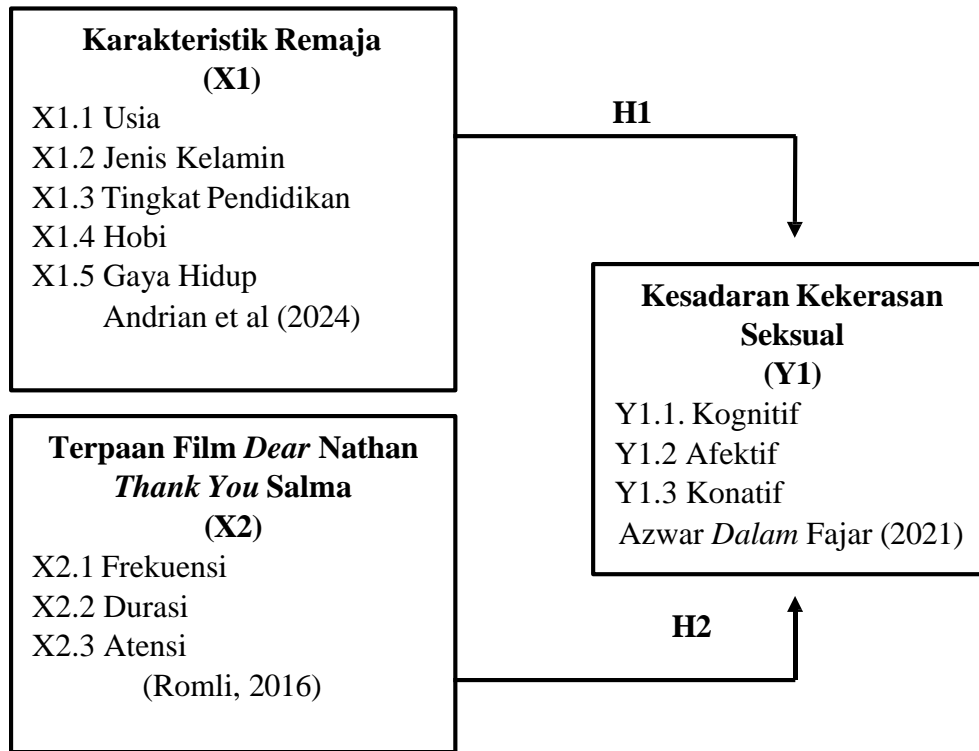 Karakteristik Remaja
(X1)
X1.1 Usia
X1.2 Jenis Kelamin
X1.3 Tingkat Pendidikan
X1.4 Hobi
X1.5 Gaya Hidup
Andrian et al (2024)
H1
Terpaan Film Dear Nathan
Thank You Salma
(X2)
X2.1 Frekuensi
X2.2 Durasi
X2.3 Atensi
(Romli, 2016)
H2
Kesadaran Kekerasan
Seksual
(Y1)
Y1.1. Kognitif
Y1.2 Afektif
Y1.3 Konatif
Azwar Dalam Fajar (2021)